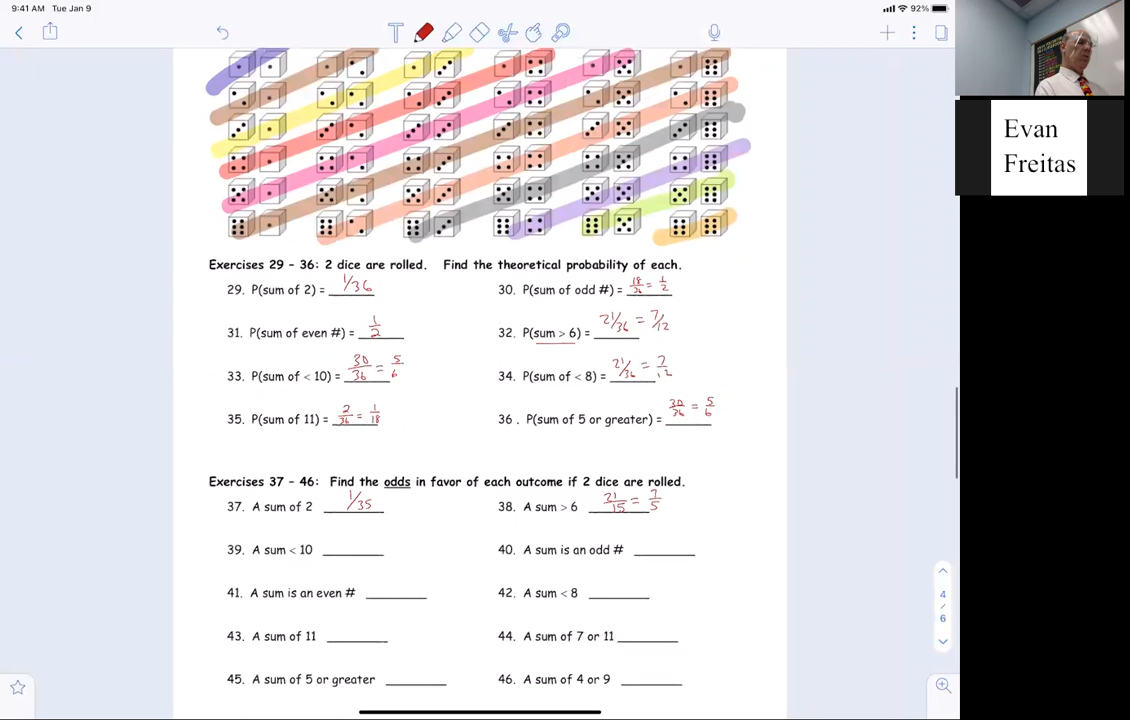 9:41 AM Tue Jan 9
92%
T
Evan
Freitas
Exercises 29 - 36: 2 dice are rolled. Find the theoretical probability of each.
29. P(sum of 2) = 1/36
30. P(sum of odd #) = 18/36 = 1/2
31. P(sum of even #) = 1/2
32. P(sum > 6) = 21/36 = 7/12
33. P(sum of < 10) = 30/36 = 5/6
34. P(sum of < 8) = 21/36 = 7/12
35. P(sum of 11) = 2/36 = 1/18
36 . P(sum of 5 or greater) = 30/36 = 5/6
Exercises 37 - 46: Find the odds in favor of each outcome if 2 dice are rolled.
37. A sum of 2 1/35
38. A sum > 6 21/15 = 7/5
39. A sum < 10
40. A sum is an odd #
41. A sum is an even #
42. A sum < 8
43. A sum of 11
44. A sum of 7 or 11
45. A sum of 5 or greater
46. A sum of 4 or 9
4
/
6